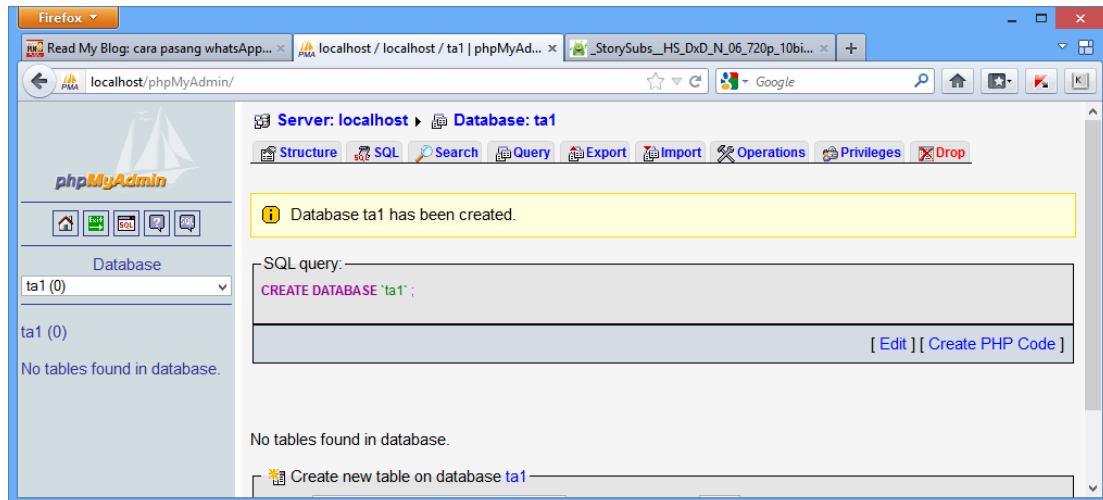 Firefox
Read My Blog: cara pasang whatsApp...
localhost / localhost / ta1 | phpMyAd...
_StorySubs__HS_DxD_N_06_720p_10bi...
PMA
localhost/phpMyAdmin/
Google
phpMyAdmin
Exit
SQL
Database
ta1 (0)
ta1 (0)
No tables found in database.
Server: localhost Database: ta1
Structure SQL Search Query Export Import Operations Privileges Drop
Database ta1 has been created.
SQL query:
CREATE DATABASE `ta1` ;
[ Edit ] [ Create PHP Code ]
No tables found in database.
Create new table on database ta1